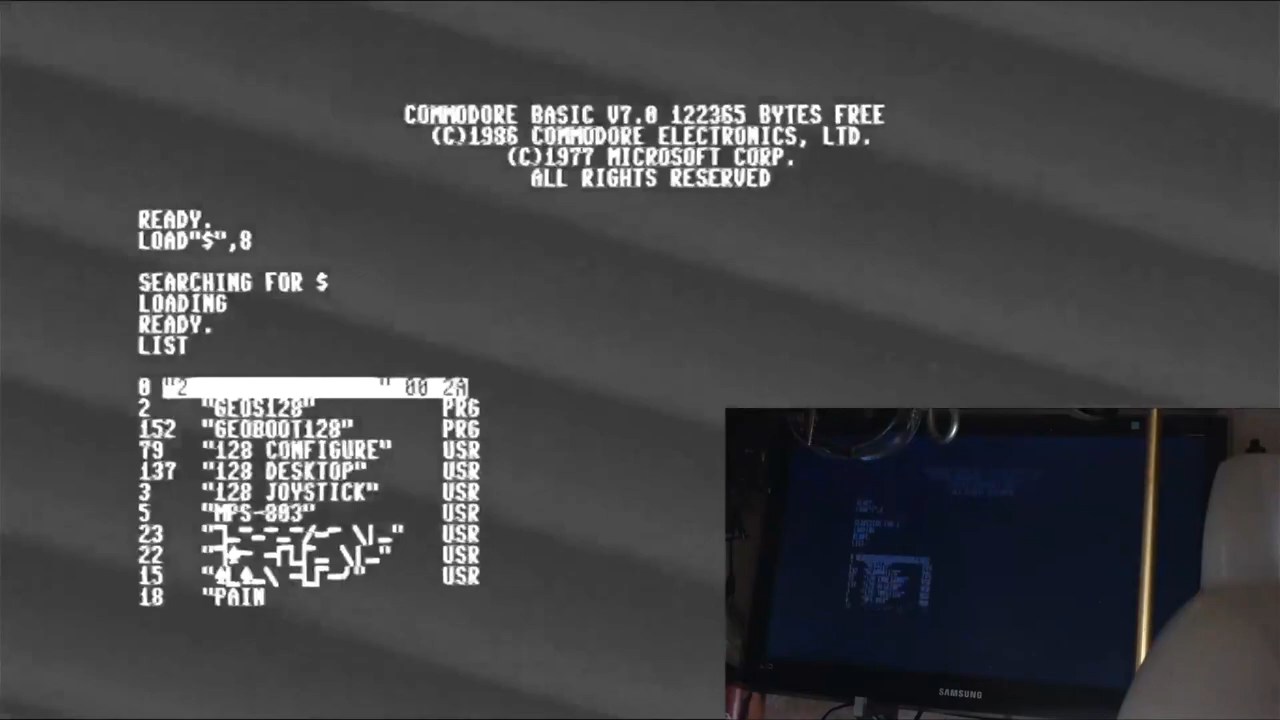 COMMODORE BASIC V7.0 122365 BYTES FREE
(C)1986 COMMODORE ELECTRONICS, LTD.
(C)1977 MICROSOFT CORP.
ALL RIGHTS RESERVED
READY.
LOAD"$",8
SEARCHING FOR $
LOADING
READY.
LIST
0 "2                " 00 2A
2 "GEOS128" PRG
152 "GEOBOOT128" PRG
79 "128 CONFIGURE" USR
137 "128 DESKTOP" USR
3 "128 JOYSTICK" USR
5 "MPS-803" USR
23 USR
22 USR
15 USR
18 "PAIN
SAMSUNG